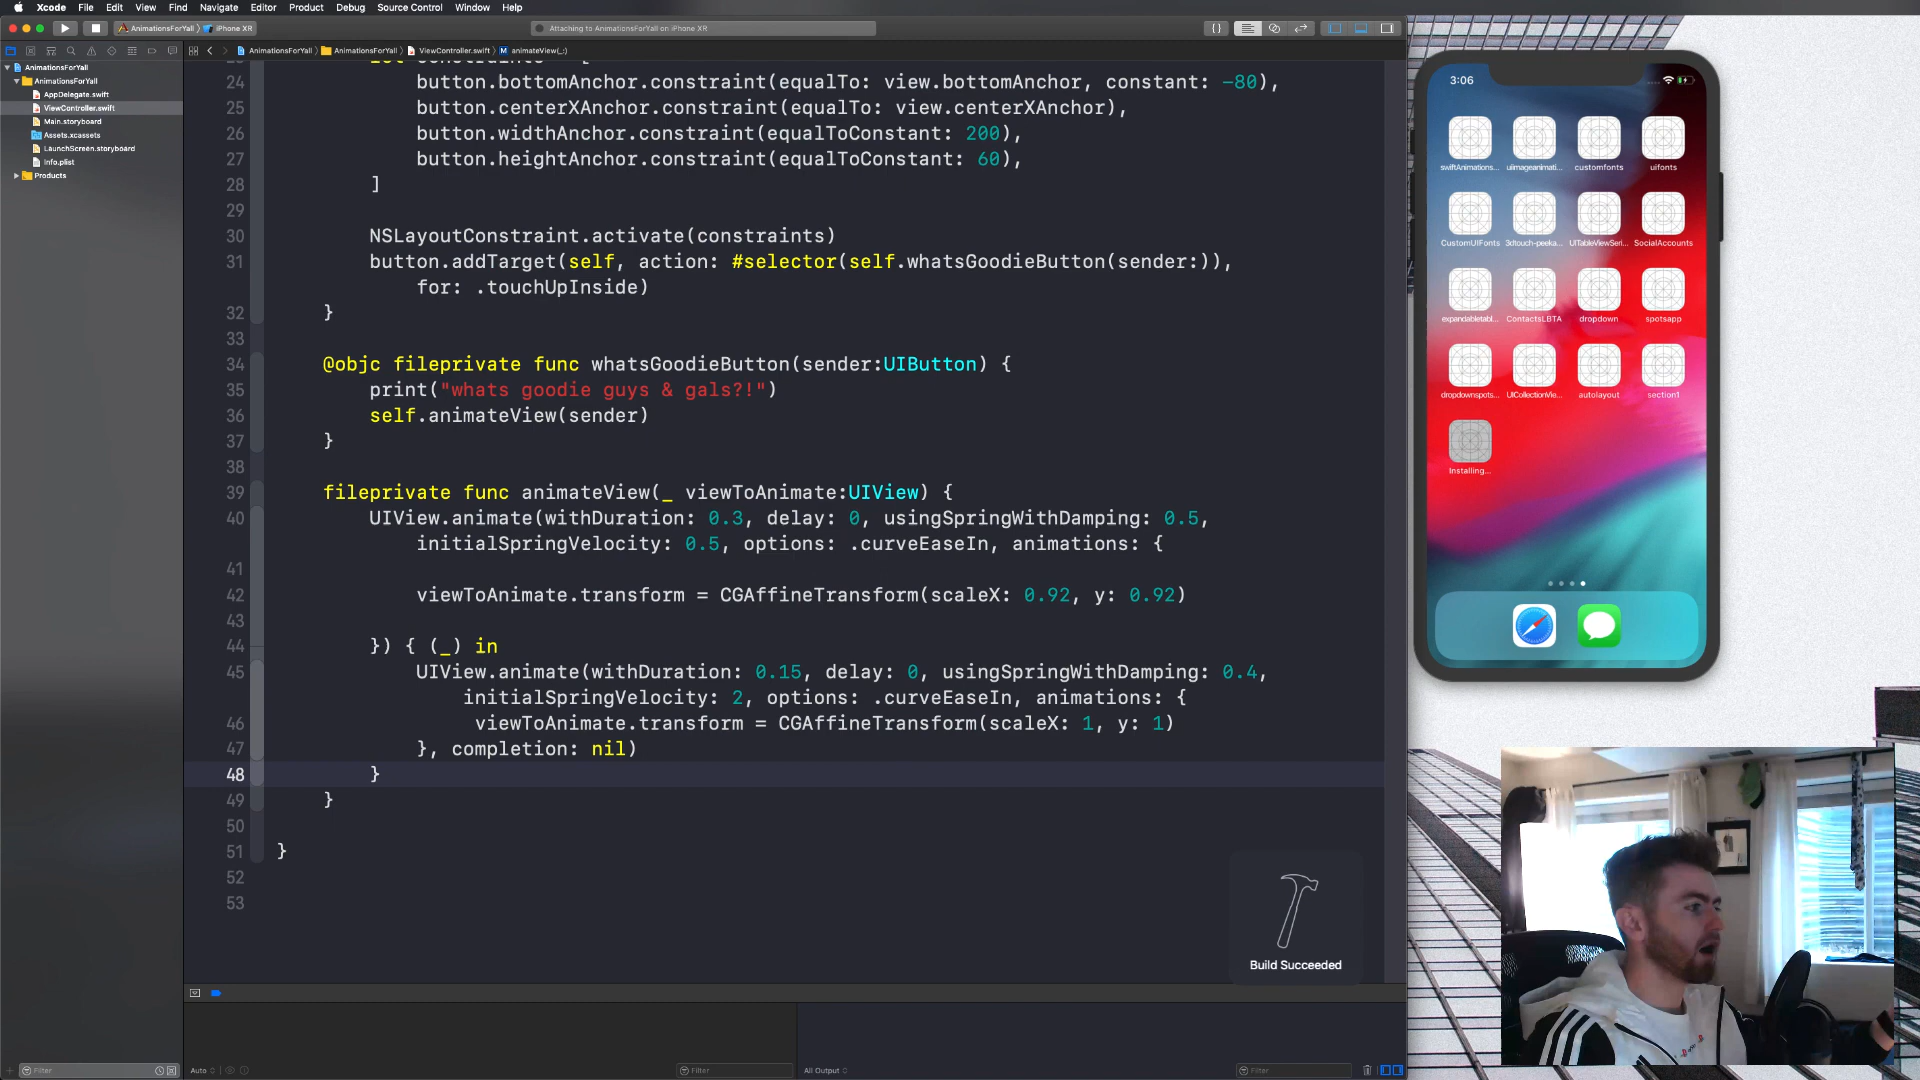 Xcode File Edit View Find Navigate Editor Product Debug Source Control Window Help
AnimationsForYall iPhone XR
Attaching to AnimationsForYall on iPhone XR
AnimationsForYall AnimationsForYall ViewController.swift animateView(_:)
AnimationsForYall
AnimationsForYall
AppDelegate.swift
ViewController.swift
Main.storyboard
Assets.xcassets
LaunchScreen.storyboard
Info.plist
Products
24 button.bottomAnchor.constraint(equalTo: view.bottomAnchor, constant: -80),
25 button.centerXAnchor.constraint(equalTo: view.centerXAnchor),
26 button.widthAnchor.constraint(equalToConstant: 200),
27 button.heightAnchor.constraint(equalToConstant: 60),
28 ]
29
30 NSLayoutConstraint.activate(constraints)
31 button.addTarget(self, action: #selector(self.whatsGoodieButton(sender:)),
for: .touchUpInside)
32 }
33
34 @objc fileprivate func whatsGoodieButton(sender:UIButton) {
35 print("whats goodie guys & gals?!")
36 self.animateView(sender)
37 }
38
39 fileprivate func animateView(_ viewToAnimate:UIView) {
40 UIView.animate(withDuration: 0.3, delay: 0, usingSpringWithDamping: 0.5,
initialSpringVelocity: 0.5, options: .curveEaseIn, animations: {
41
42 viewToAnimate.transform = CGAffineTransform(scaleX: 0.92, y: 0.92)
43
44 }) { (_) in
45 UIView.animate(withDuration: 0.15, delay: 0, usingSpringWithDamping: 0.4,
initialSpringVelocity: 2, options: .curveEaseIn, animations: {
46 viewToAnimate.transform = CGAffineTransform(scaleX: 1, y: 1)
47 }, completion: nil)
48 }
49 }
50
51 }
52
53
Build Succeeded
Filter
Auto
Filter
All Output
Filter
3:06
swiftAnimations... uiimageanimati... customfonts uifonts
CustomUIFonts 3dtouch-peeka... UITableViewSeri... SocialAccounts
expandabletabl... ContactsLBTA dropdown spotsapp
dropdownspots... UICollectionVie... autolayout section1
Installing...